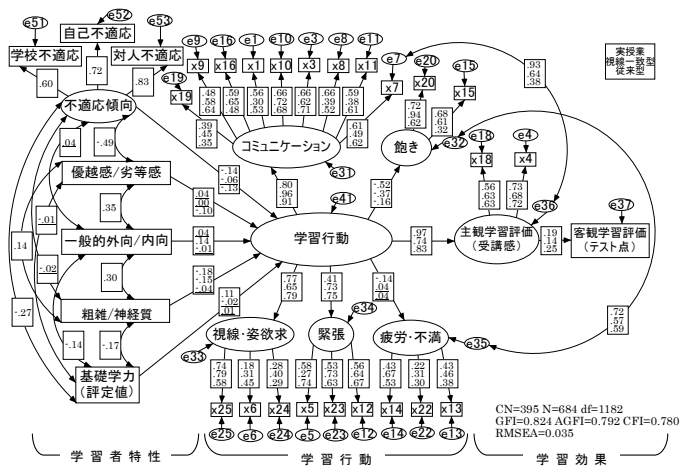 e51
e52
自己不適応
e53
学校不適応
対人不適応
.60
.72
.83
不適応傾向
e9
e16
e1
e10
e3
e8
e11
x9
x16
x1
x10
x3
x8
x11
e19
x19
.48
.58
.64
.59
.65
.48
.56
.30
.53
.66
.72
.68
.66
.62
.71
.66
.39
.52
.59
.38
.61
e7
x7
.39
.45
.35
.61
.49
.62
コミュニケーション
e31
e20
x20
e15
x15
.72
.94
.62
.68
.61
.32
飽き
e32
.93
.64
.38
実授業
視線一致型
従来型
e18
x18
e4
x4
.56
.63
.63
.73
.68
.72
e36
e37
主観学習評価
(受講感)
.19
.14
.25
客観学習評価
(テスト点)
.04
-.49
-.14
-.06
-.13
優越感/劣等感
.04
.00
-.10
.80
.96
.91
e41
-.52
-.37
-.16
-.01
.35
一般的外向/内向
.04
.14
-.01
学習行動
.97
.74
.83
.14
-.02
.30
-.18
-.15
.04
粗雑/神経質
.11
-.02
.01
-.27
-.14
-.17
基礎学力
(評定値)
.77
.65
.79
.41
.73
.75
-.14
.04
.04
.72
.57
.59
e34
視線・姿欲求
緊張
疲労・不満
e33
e35
.74
.79
.58
.18
.31
.45
.28
.40
.29
.58
.27
.74
.53
.73
.63
.56
.64
.67
.43
.67
.53
.22
.31
.30
.43
.46
.38
x25
x6
x24
x5
x23
x12
x14
x22
x13
e25
e6
e24
e5
e23
e12
e14
e22
e13
CN=395 N=684 df=1182
GFI=0.824 AGFI=0.792 CFI=0.780
RMSEA=0.035
学習者特性
学習行動
学習効果